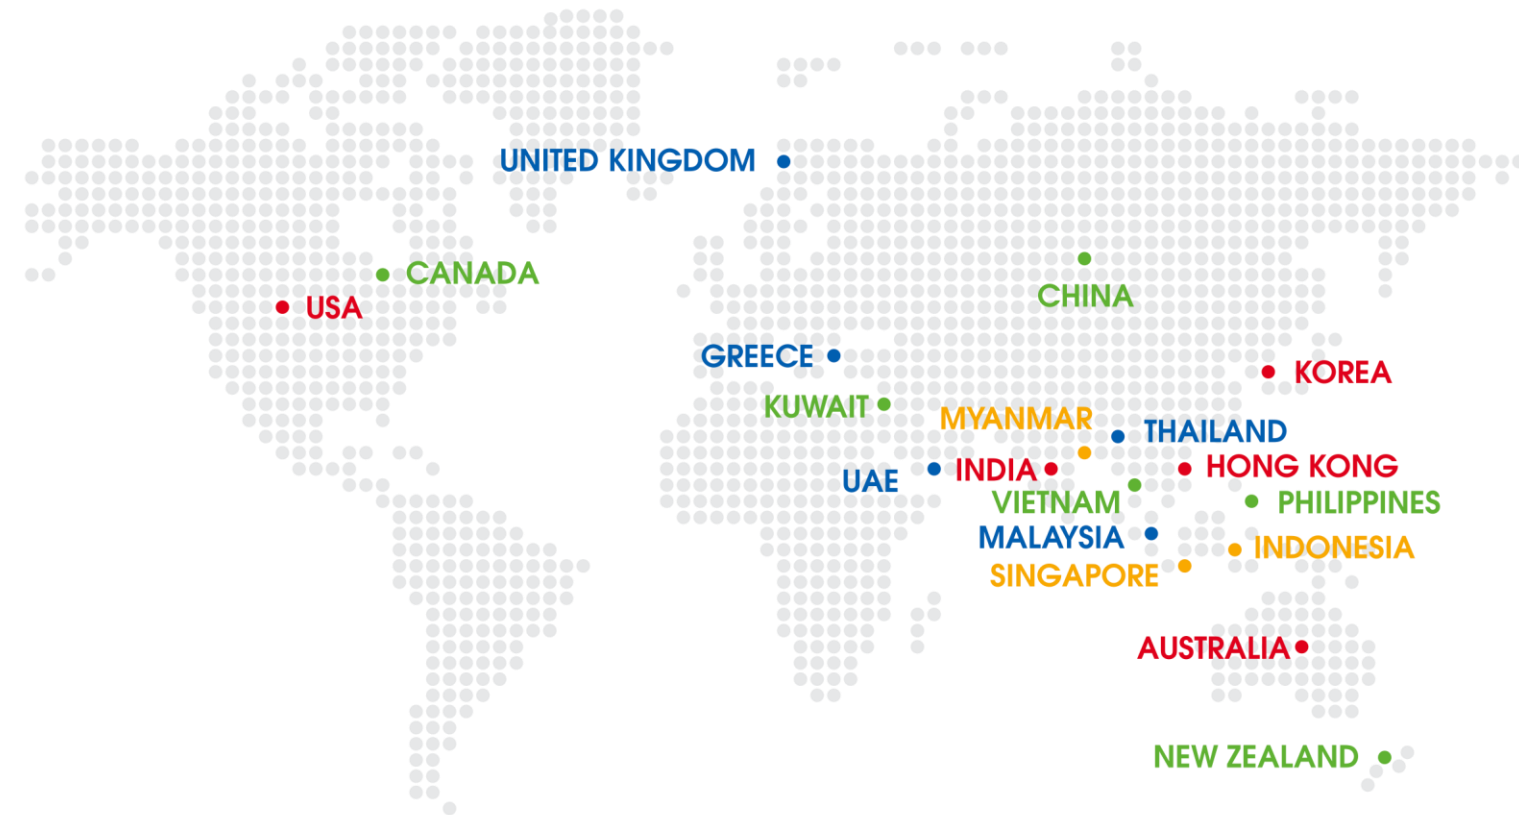 UNITED KINGDOM
CANADA
CHINA
USA
GREECE
KOREA
KUWAIT
MYANMAR
THAILAND
UAE
INDIA
HONG KONG
VIETNAM
PHILIPPINES
MALAYSIA
INDONESIA
SINGAPORE
AUSTRALIA
NEW ZEALAND